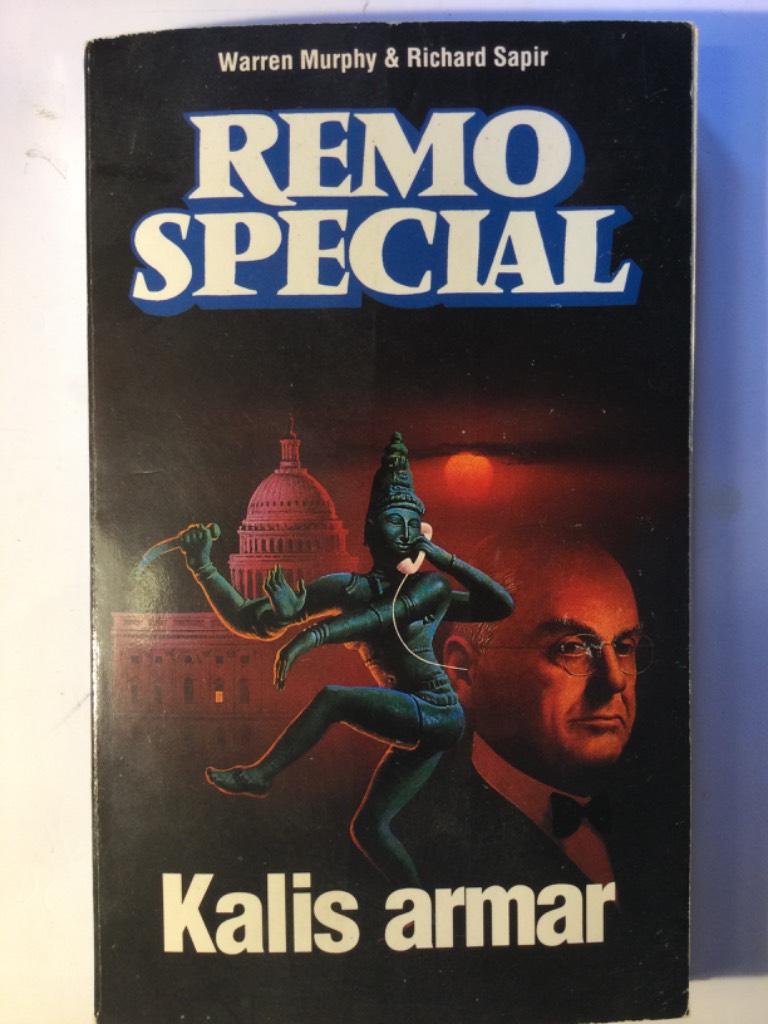 Warren Murphy & Richard Sapir
REMO
SPECIAL
Kalis armar